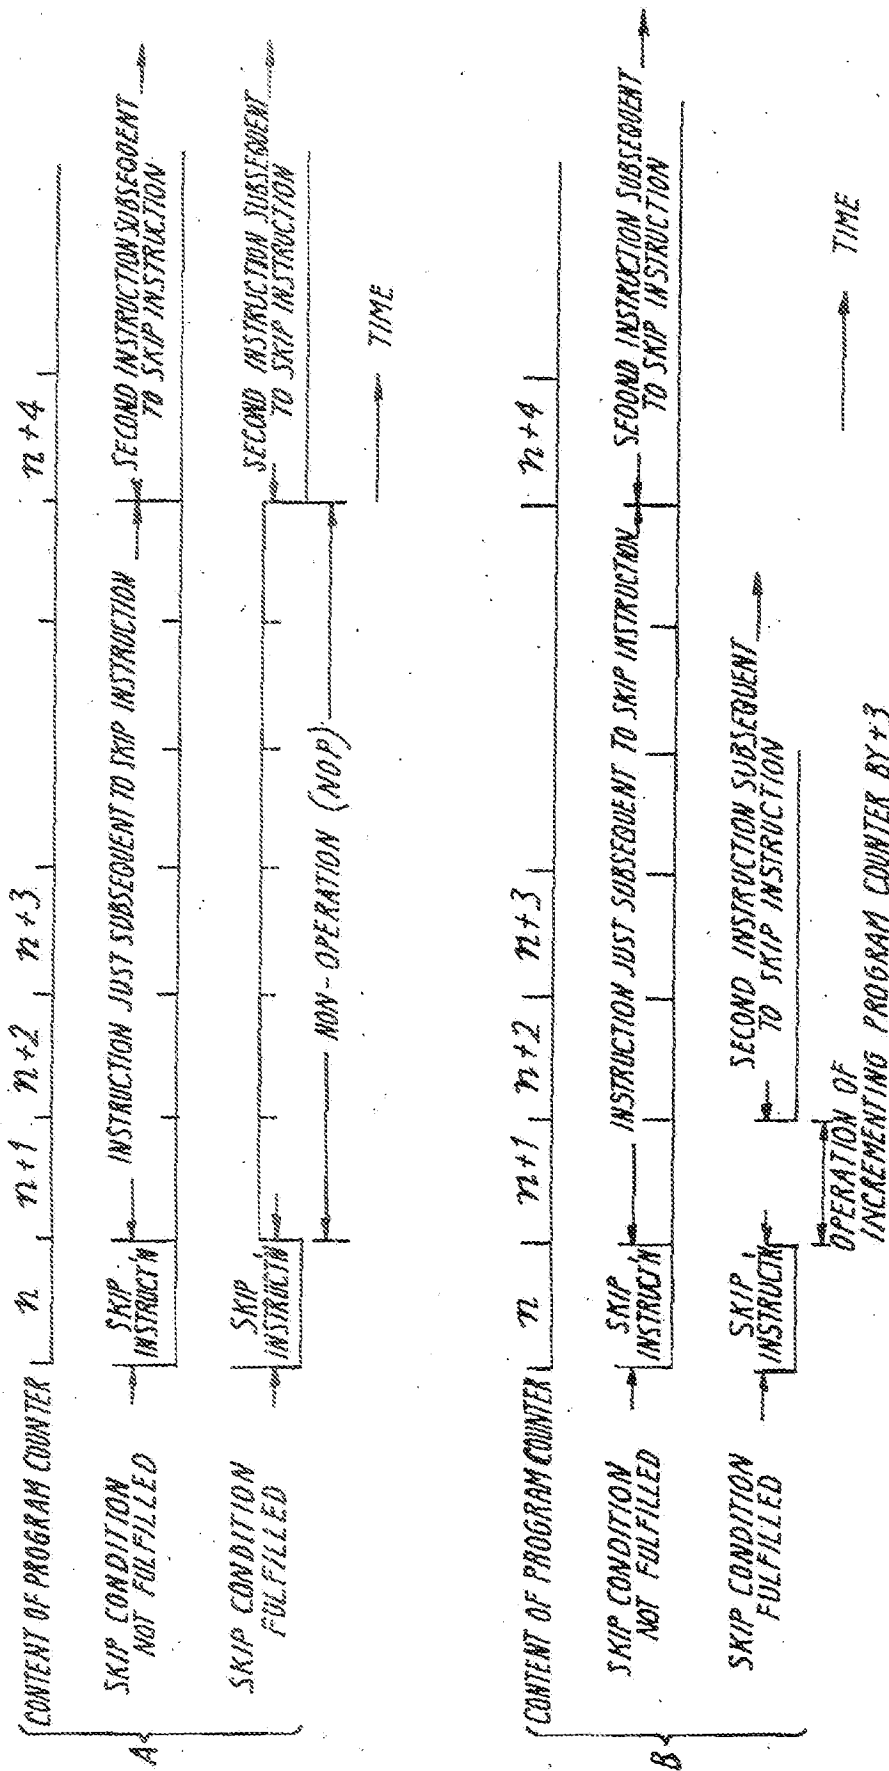 A
CONTENT OF PROGRAM COUNTER
n n+1 n+2 n+3 n+4
SKIP CONDITION
NOT FULFILLED
SKIP
INSTRUCT'N
INSTRUCTION JUST SUBSEQUENT TO SKIP INSTRUCTION
SECOND INSTRUCTION SUBSEQUENT
TO SKIP INSTRUCTION
SKIP CONDITION
FULFILLED
SKIP
INSTRUCT'N
SECOND INSTRUCTION SUBSEQUENT
TO SKIP INSTRUCTION
NON-OPERATION (NOP)
TIME
B
CONTENT OF PROGRAM COUNTER
n n+1 n+2 n+3 n+4
SKIP CONDITION
NOT FULFILLED
SKIP
INSTRUCT'N
INSTRUCTION JUST SUBSEQUENT TO SKIP INSTRUCTION
SEOOND INSTRUCTION SUBSEQUENT
TO SKIP INSTRUCTION
SKIP CONDITION
FULFILLED
SKIP
INSTRUCT'N
SECOND INSTRUCTION SUBSEQUENT
TO SKIP INSTRUCTION
OPERATION OF
INCREMENTING PROGRAM COUNTER BY +3
TIME